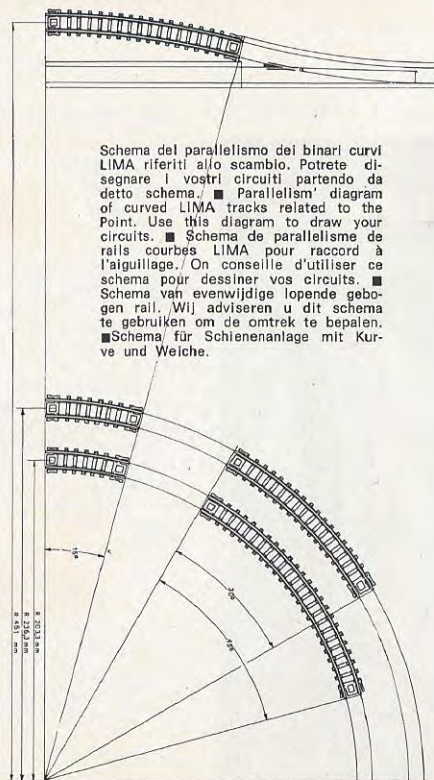 Schema del parallelismo dei binari curvi
LIMA riferiti allo scambio. Potrete di-
segnare i vostri circuiti partendo da
detto schema. ■ Parallelism' diagram
of curved LIMA tracks related to the
Point. Use this diagram to draw your
circuits. ■ Schema de parallelisme de
rails courbes LIMA pour raccord à
l'aiguillage. On conseille d'utiliser ce
schema pour dessiner vos circuits. ■
Schema van evenwijdige lopende gebo-
gen rail. Wij adviseren u dit schema
te gebruiken om de omtrek te bepalen.
■Schema für Schienenanlage mit Kur-
ve und Weiche.
15º
30º
R 203,3 mm
R 236,3 mm
R 481 mm